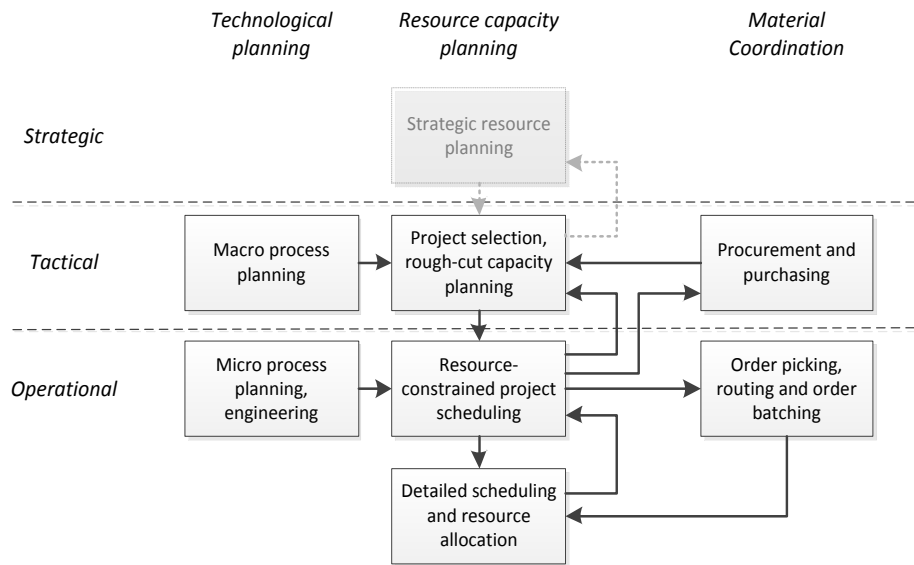 Technological
planning
Resource capacity
planning
Material
Coordination
Strategic
Strategic resource
planning
Tactical
Macro process
planning
Project selection,
rough-cut capacity
planning
Procurement and
purchasing
Operational
Micro process
planning,
engineering
Resource-
constrained project
scheduling
Order picking,
routing and order
batching
Detailed scheduling
and resource
allocation